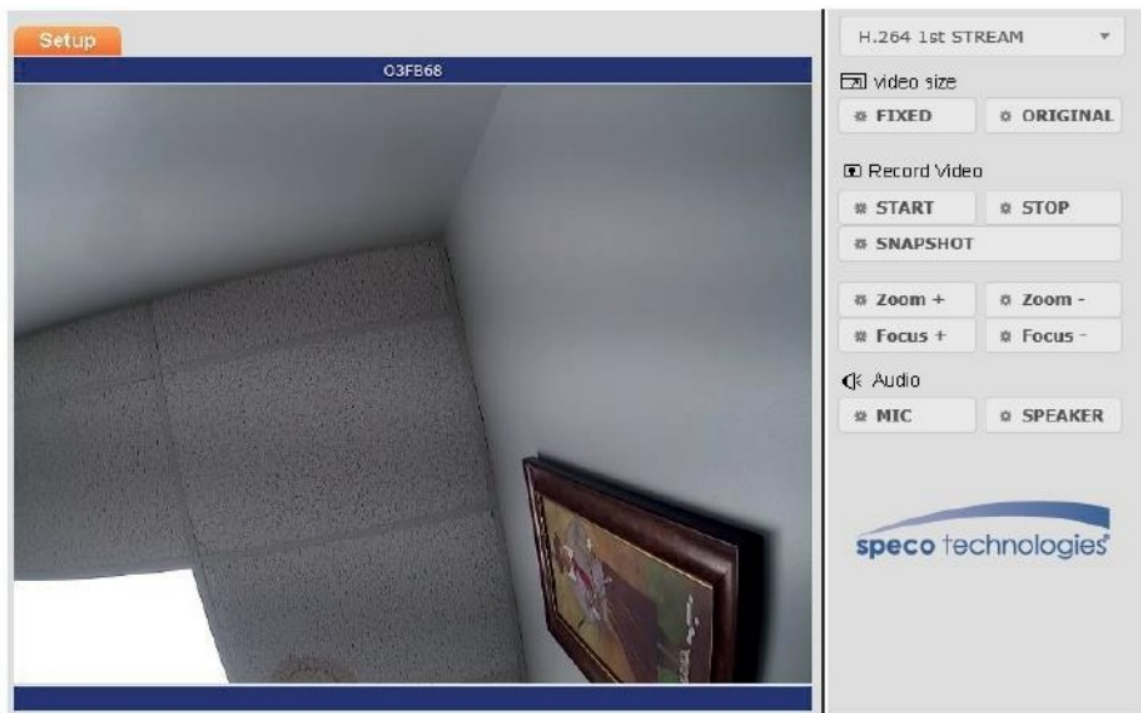 Setup
O3FB68
H.264 1st STREAM
video size
FIXED
ORIGINAL
Record Video
START
STOP
SNAPSHOT
Zoom +
Zoom -
Focus +
Focus -
Audio
MIC
SPEAKER
speco technologies®